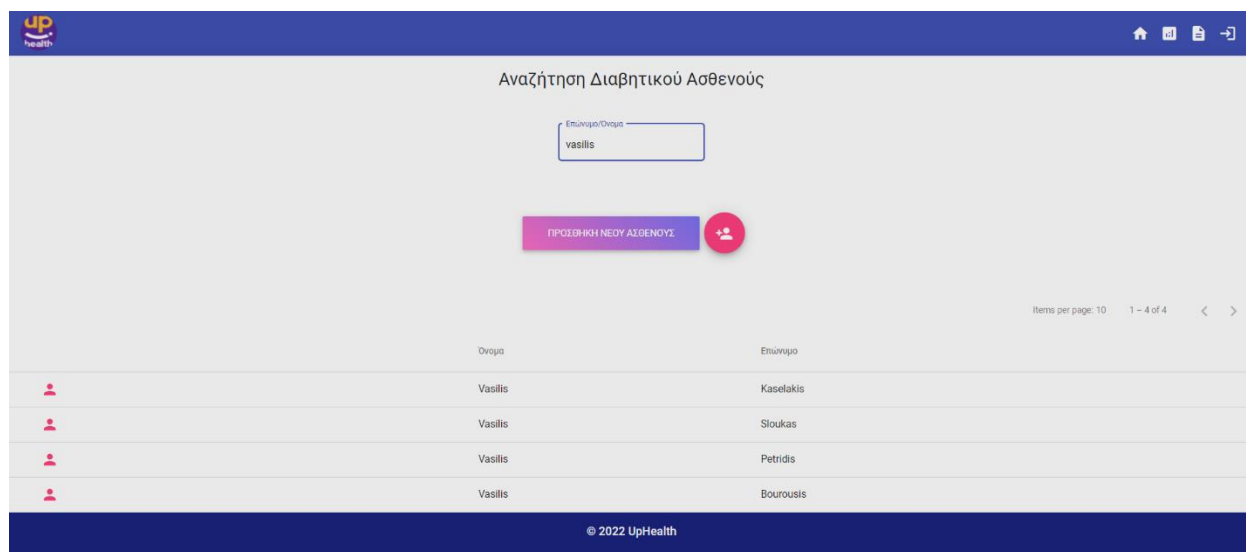 up
health
Αναζήτηση Διαβητικού Ασθενούς
Επώνυμο/Όνομα
vasilis
ΠΡΟΣΘΗΚΗ ΝΕΟΥ ΑΣΘΕΝΟΥΣ
Items per page: 10 1 – 4 of 4
Όνομα Επώνυμο
Vasilis Kaselakis
Vasilis Sloukas
Vasilis Petridis
Vasilis Bourousis
© 2022 UpHealth